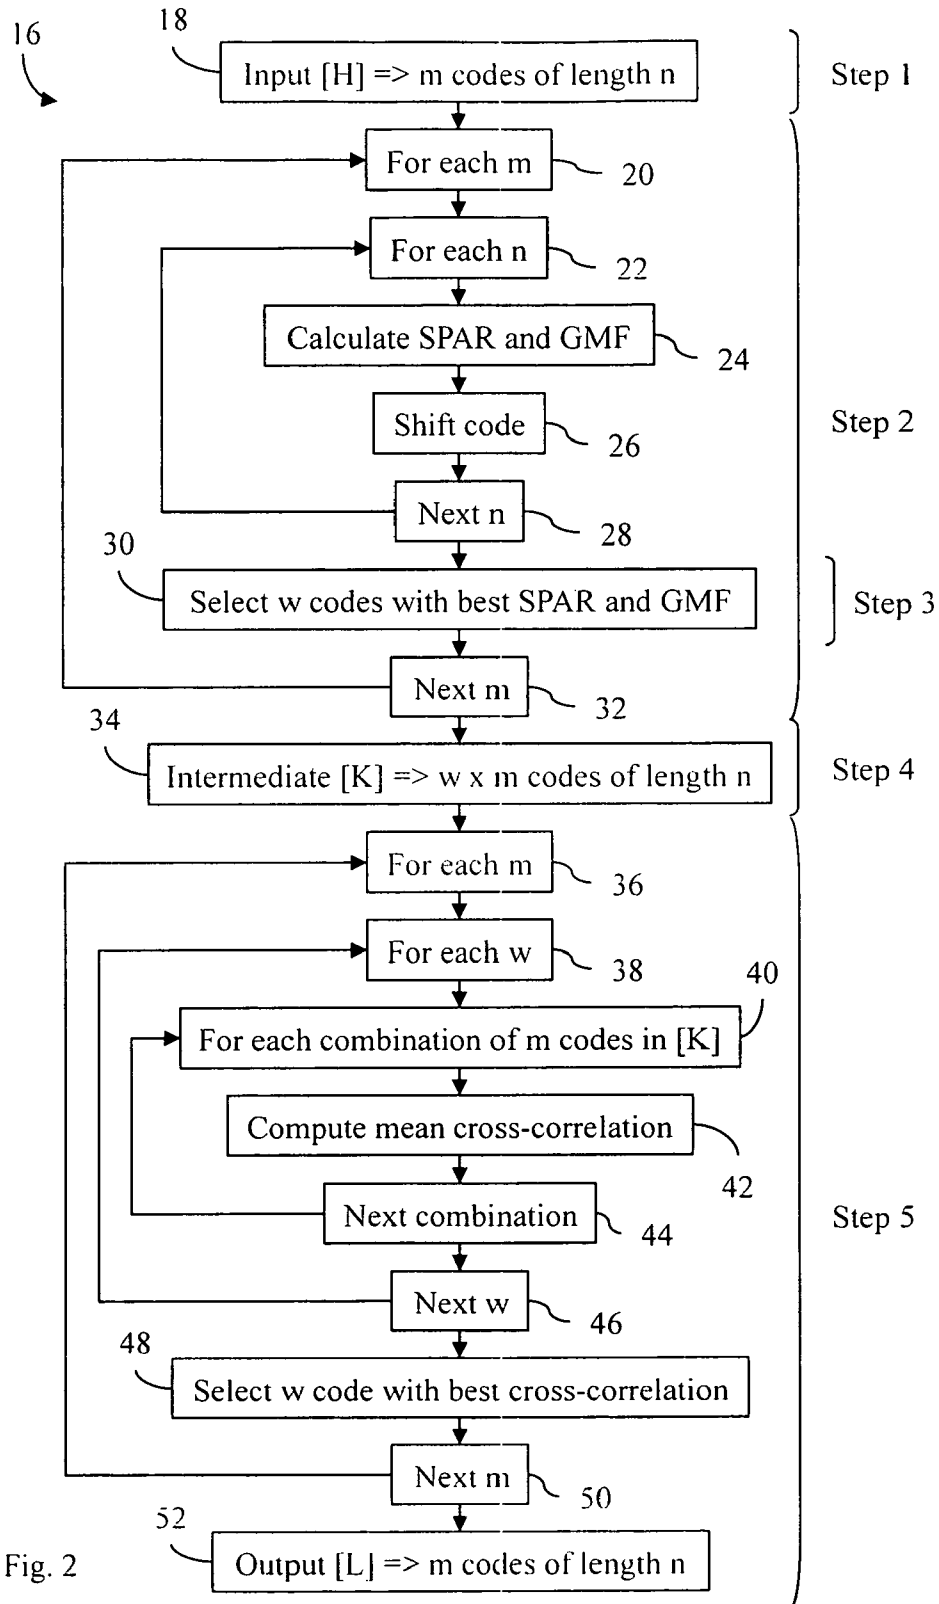 16
18
Input [H] => m codes of length n
Step 1
For each m
20
For each n
22
Calculate SPAR and GMF
24
Shift code
26
Step 2
Next n
28
30
Select w codes with best SPAR and GMF
Step 3
Next m
32
34
Intermediate [K] => w x m codes of length n
Step 4
For each m
36
For each w
38
40
For each combination of m codes in [K]
Compute mean cross-correlation
42
Next combination
44
Step 5
Next w
46
48
Select w code with best cross-correlation
Next m
50
52
Output [L] => m codes of length n
Fig. 2